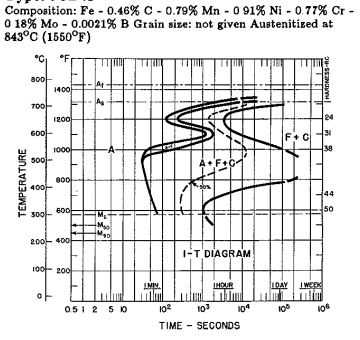 Composition: Fe - 0.46% C - 0.79% Mn - 0 91% Ni - 0.77% Cr -
0 18% Mo - 0.0021% B Grain size: not given Austenitized at
843°C (1550°F)
°C °F
HARDNESS-RC
TEMPERATURE
800
700
600
500
400
300
200
100
0
1400
1200
1000
800
600
400
200
Af
As
A
F+C
A+F+C
50%
Ms
M50
M90
24
31
38
44
50
I-T DIAGRAM
1 MIN.
1 HOUR
1 DAY
1 WEEK
0.5 1 2 5 10 10² 10³ 10⁴ 10⁵ 10⁶
TIME - SECONDS